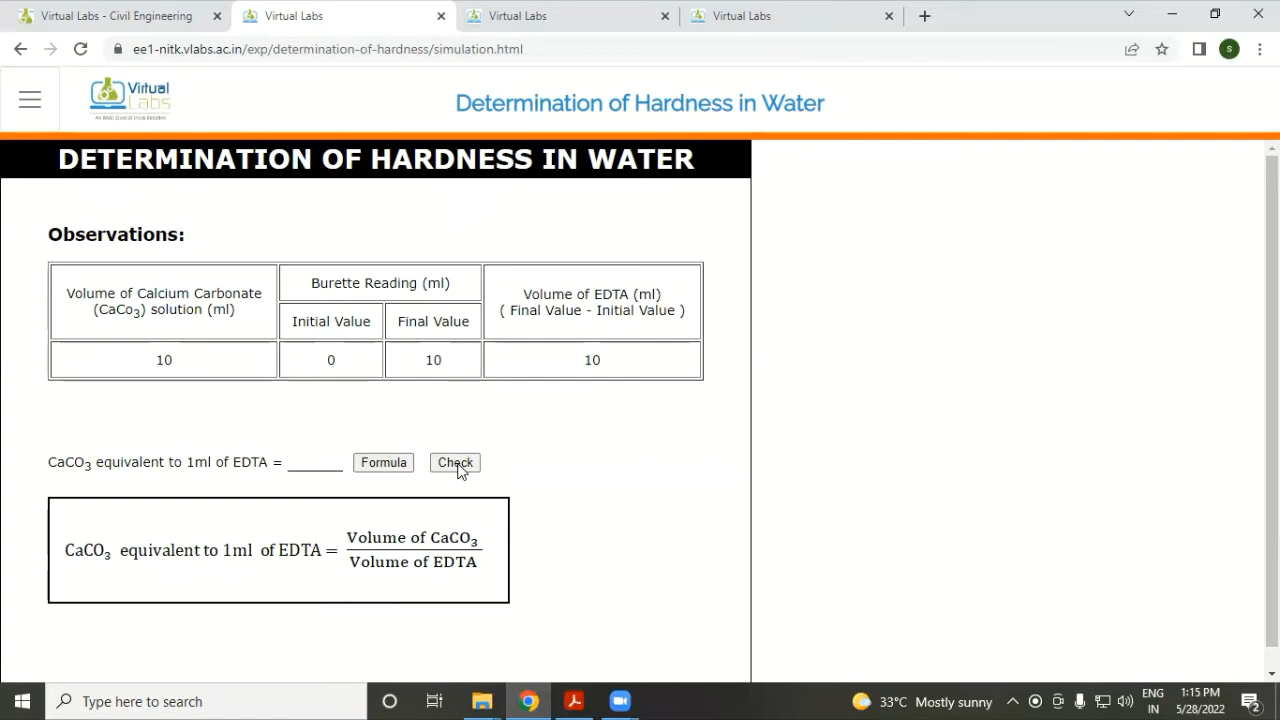 Virtual Labs - Civil Engineering
Virtual Labs
Virtual Labs
Virtual Labs
ee1-nitk.vlabs.ac.in/exp/determination-of-hardness/simulation.html
S
Virtual
Labs
Determination of Hardness in Water
DETERMINATION OF HARDNESS IN WATER
Observations:
Volume of Calcium Carbonate
(CaCo3) solution (ml)
Burette Reading (ml)
Initial Value
Final Value
Volume of EDTA (ml)
( Final Value - Initial Value )
10
0
10
10
CaCO3 equivalent to 1ml of EDTA = ______
Formula
Check
CaCO3 equivalent to 1ml of EDTA = Volume of CaCO3
Volume of EDTA
Type here to search
33°C Mostly sunny
ENG
IN
1:15 PM
5/28/2022
2